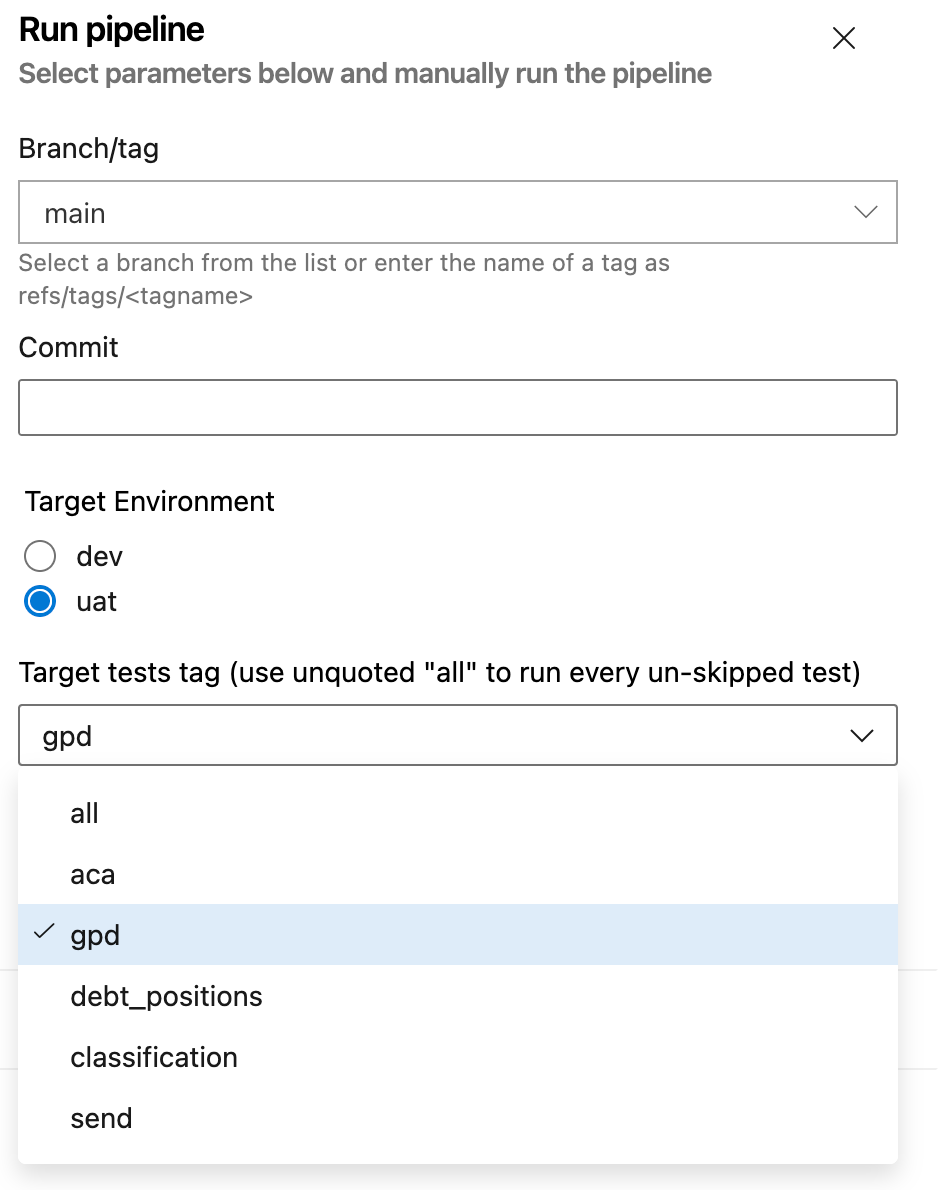 Run pipeline
Select parameters below and manually run the pipeline
Branch/tag
main
Select a branch from the list or enter the name of a tag as
refs/tags/<tagname>
Commit
Target Environment
dev
uat
Target tests tag (use unquoted "all" to run every un-skipped test)
gpd
all
aca
gpd
debt_positions
classification
send